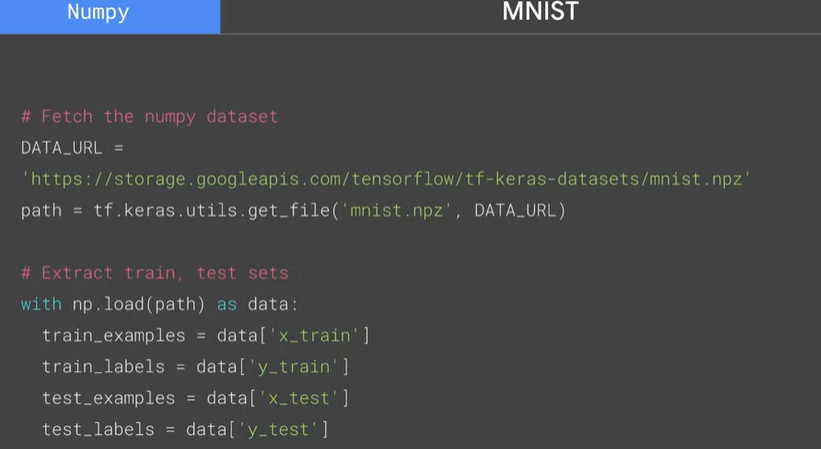 Numpy
MNIST
# Fetch the numpy dataset
DATA_URL =
'https://storage.googleapis.com/tensorflow/tf-keras-datasets/mnist.npz'
path = tf.keras.utils.get_file('mnist.npz', DATA_URL)
# Extract train, test sets
with np.load(path) as data:
  train_examples = data['x_train']
  train_labels = data['y_train']
  test_examples = data['x_test']
  test_labels = data['y_test']